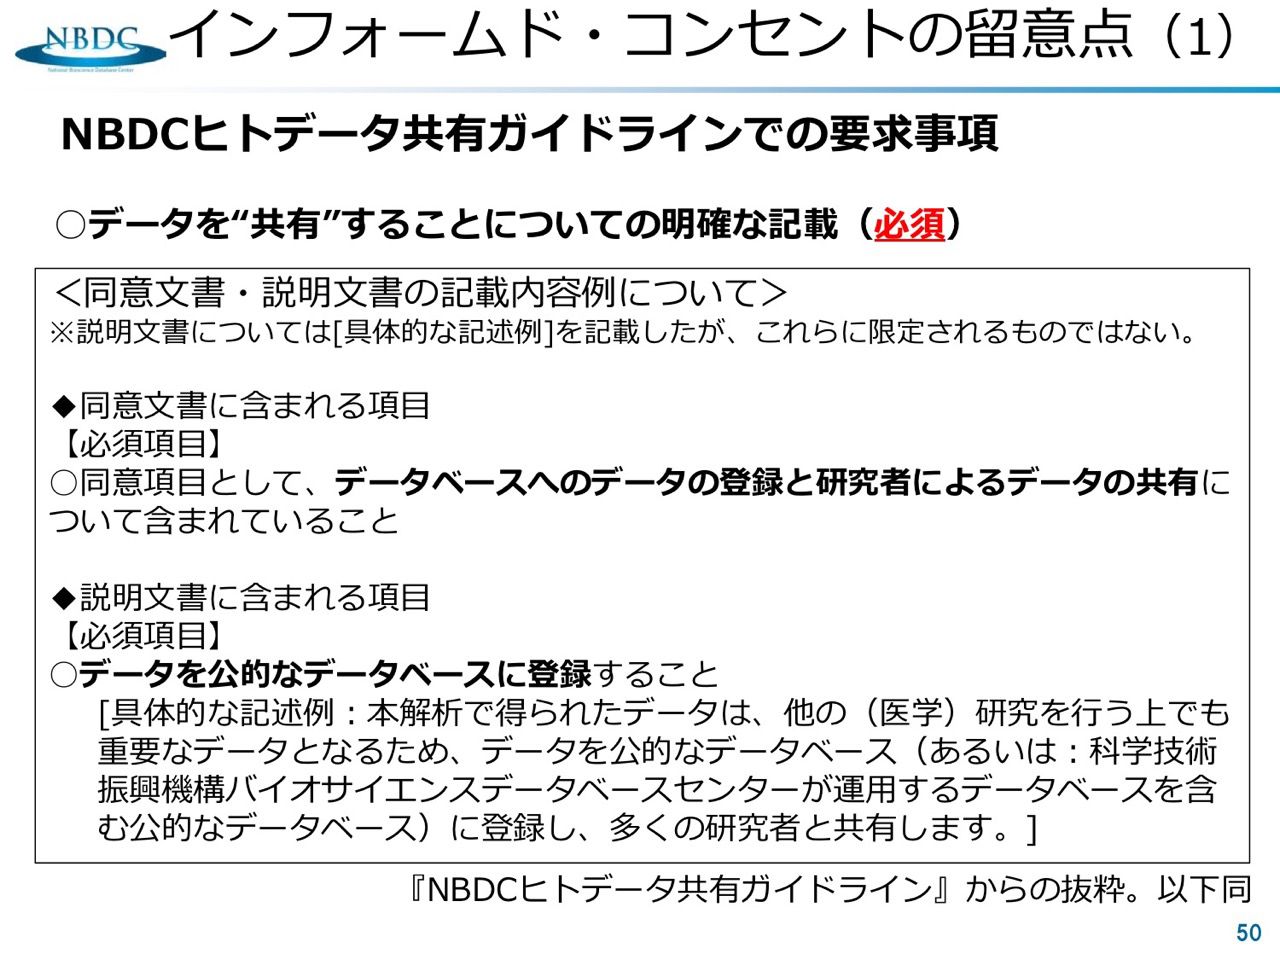 NBDC
National Bioscience Database Center
インフォームド・コンセントの留意点（1）
NBDCヒトデータ共有ガイドラインでの要求事項
○データを“共有”することについての明確な記載（必須）
＜同意文書・説明文書の記載内容例について＞
※説明文書については[具体的な記述例]を記載したが、これらに限定されるものではない。
◆同意文書に含まれる項目
【必須項目】
○同意項目として、データベースへのデータの登録と研究者によるデータの共有に
ついて含まれていること
◆説明文書に含まれる項目
【必須項目】
○データを公的なデータベースに登録すること
[具体的な記述例：本解析で得られたデータは、他の（医学）研究を行う上でも
重要なデータとなるため、データを公的なデータベース（あるいは：科学技術
振興機構バイオサイエンスデータベースセンターが運用するデータベースを含
む公的なデータベース）に登録し、多くの研究者と共有します。]
『NBDCヒトデータ共有ガイドライン』からの抜粋。以下同
50